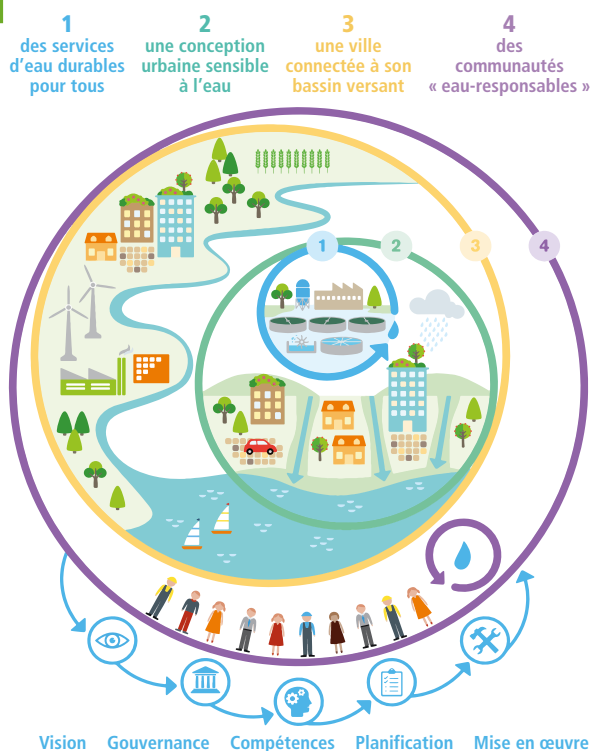 1
des services
d'eau durables
pour tous
2
une conception
urbaine sensible
à l'eau
3
une ville
connectée à son
bassin versant
4
des
communautés
« eau-responsables »
1
2
3
4
Vision
Gouvernance
Compétences
Planification
Mise en œuvre